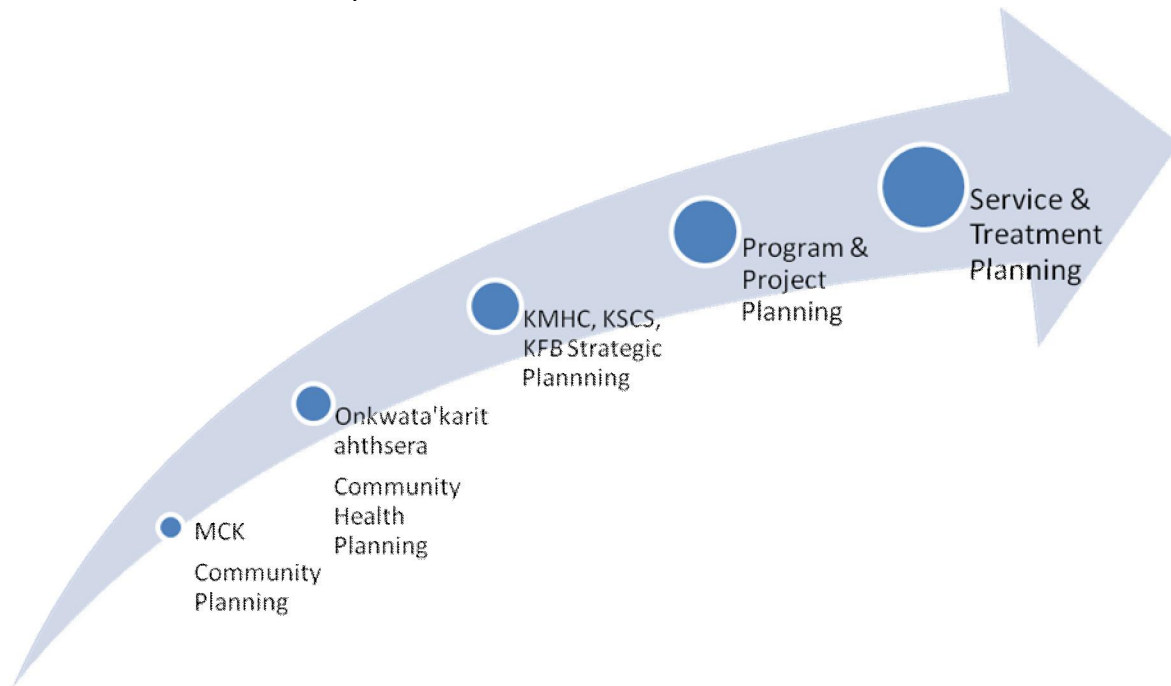 MCK
Community
Planning
Onkwata'karit
ahthsera
Community
Health
Planning
KMHC, KSCS,
KFB Strategic
Plannning
Program &
Project
Planning
Service &
Treatment
Planning